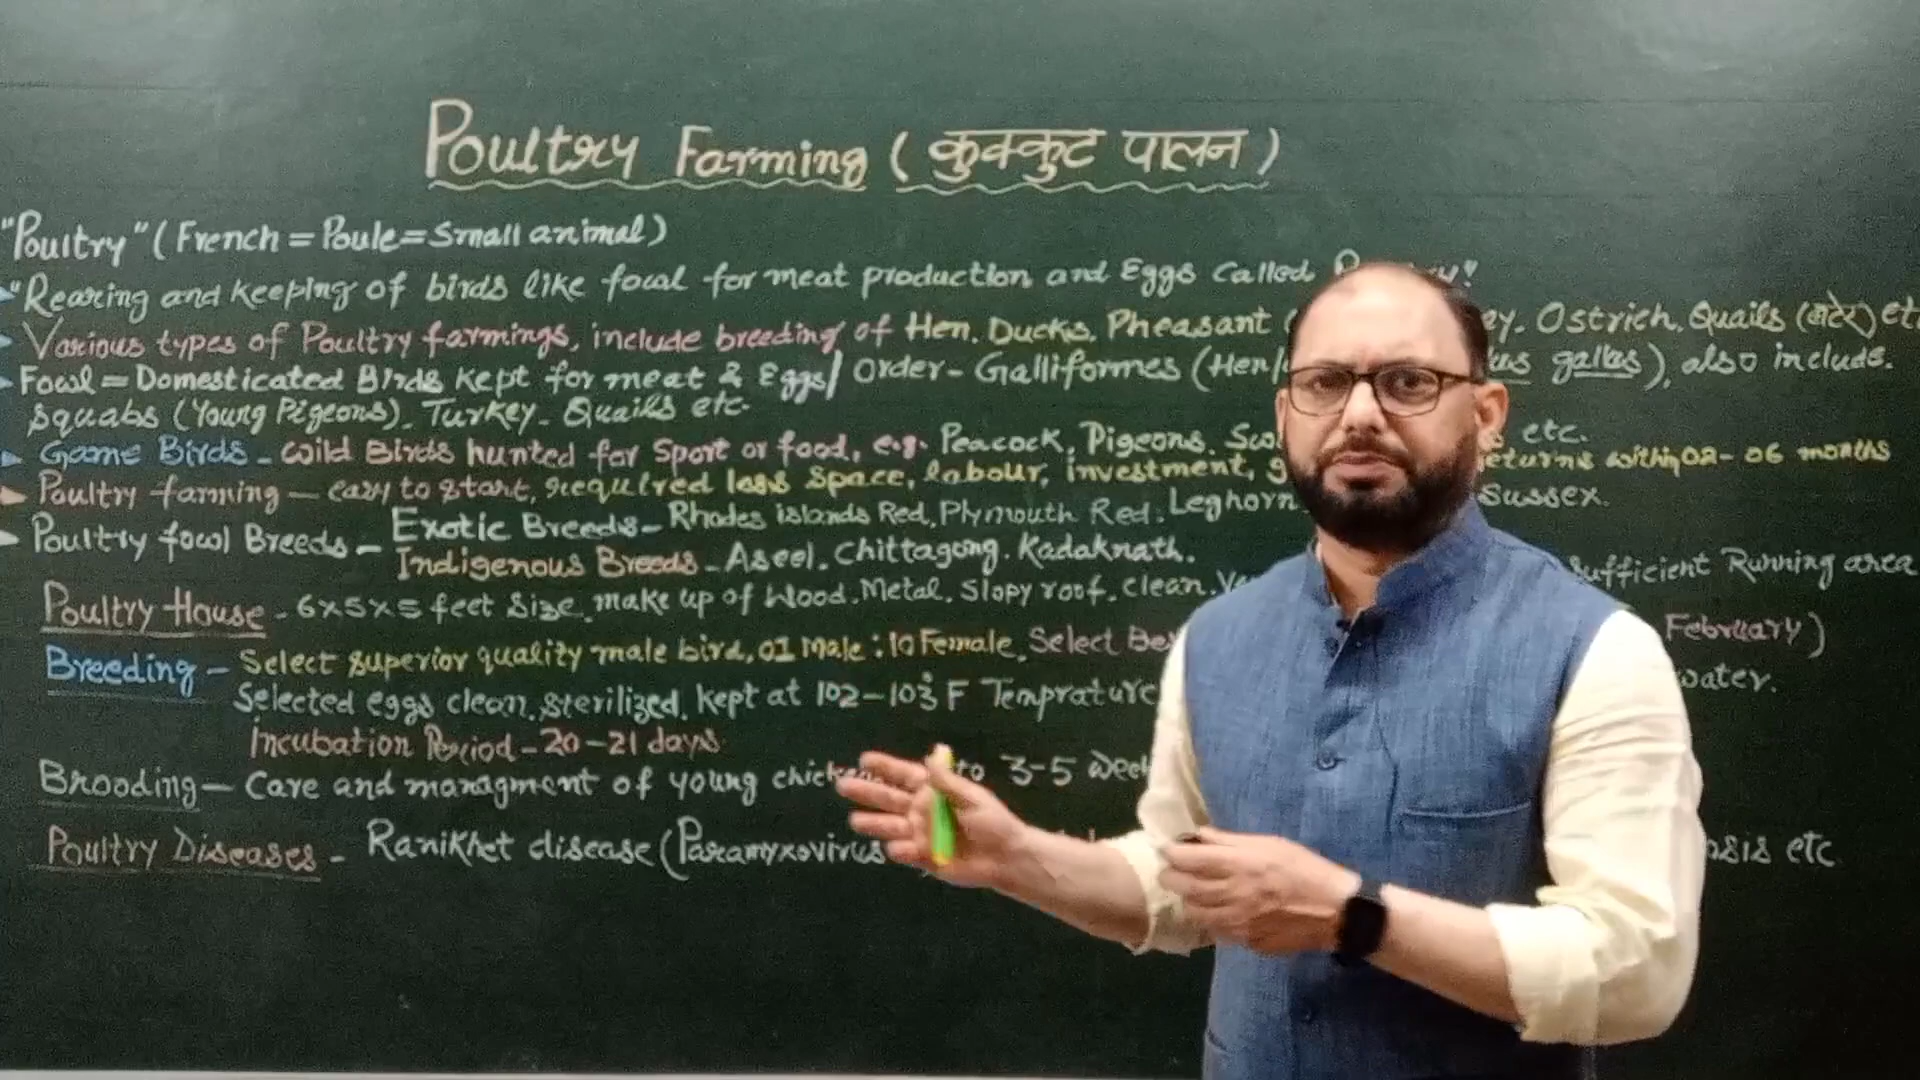 Poultry Farming (कुक्कुट पालन)
"Poultry" (French = Poule = Small animal)
"Rearing and keeping of birds like fowl for meat production and Eggs Called
Various types of Poultry farmings, include breeding of Hen. Ducks. Pheasant ( Ostrich. Quails (बटेर) et
Fowl = Domesticated Birds kept for meat & Eggs/ Order - Galliformes (Hen/ gallus), also include.
Squabs (Young Pigeons). Turkey - Quails etc.
Game Birds - Wild Birds hunted for Sport or food, e.g. Peacock, Pigeons. etc.
Poultry farming - easy to start, required less Space, labour, investment, returns within 02 - 06 months
Poultry fowl Breeds - Exotic Breeds - Rhodes islands Red, Plymouth Red. Leghorn Sussex.
Indigenous Breeds - Aseel. Chittagong. Kadaknath.
Poultry House - 6x5x5 feet size. make up of Wood. Metal. Slopy roof. clean. Sufficient Running area
Breeding - Select superior quality male bird, 01 Male : 10 Female. Select February)
Selected eggs clean. sterilized. kept at 102 - 103°F Temprature water.
Incubation Period - 20 - 21 days.
Brooding - Care and managment of young to 3-5
Poultry Diseases - Ranikhet disease (Paramyxovirus etc